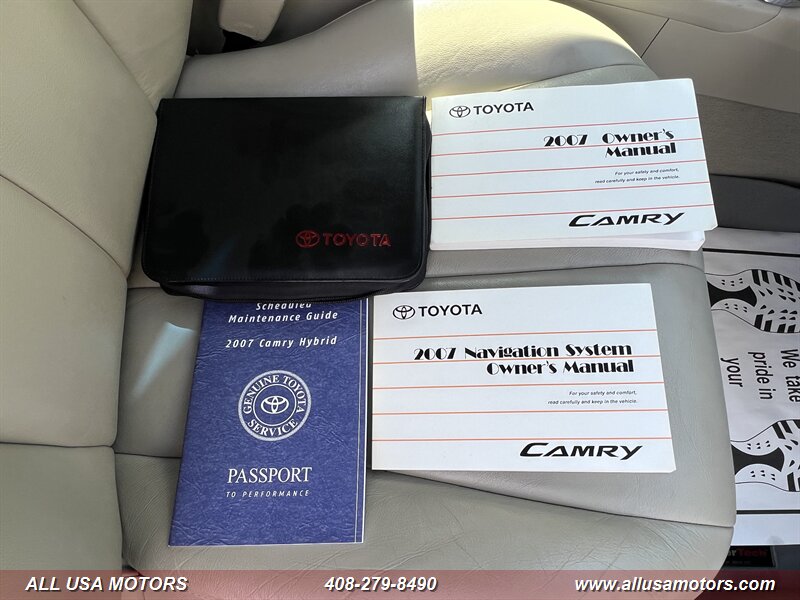 TOYOTA
2007 Owner's
Manual
For your safety and comfort,
read carefully and keep in the vehicle.
CAMRY
TOYOTA
Scheduled
Maintenance Guide
2007 Camry Hybrid
GENUINE TOYOTA
SERVICE
PASSPORT
TO PERFORMANCE
TOYOTA
2007 Navigation System
Owner's Manual
For your safety and comfort,
read carefully and keep in the vehicle.
CAMRY
We take
pride in
your
Tech
ALL USA MOTORS 408-279-8490 www.allusamotors.com